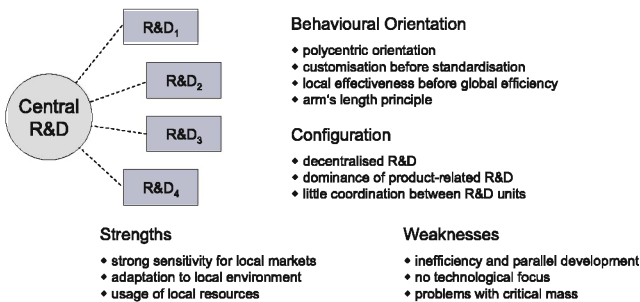 Central
R&D
R&D1
R&D2
R&D3
R&D4
Behavioural Orientation
◆ polycentric orientation
◆ customisation before standardisation
◆ local effectiveness before global efficiency
◆ arm's length principle
Configuration
◆ decentralised R&D
◆ dominance of product-related R&D
◆ little coordination between R&D units
Strengths
◆ strong sensitivity for local markets
◆ adaptation to local environment
◆ usage of local resources
Weaknesses
◆ inefficiency and parallel development
◆ no technological focus
◆ problems with critical mass